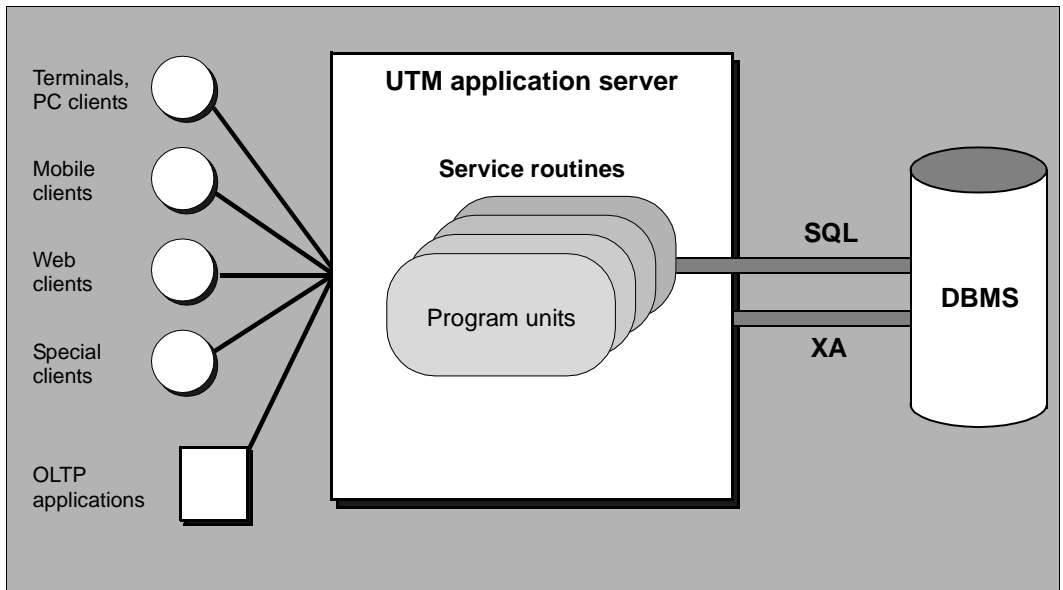 Terminals,
PC clients
Mobile
clients
Web
clients
Special
clients
OLTP
applications
UTM application server
Service routines
Program units
SQL
XA
DBMS